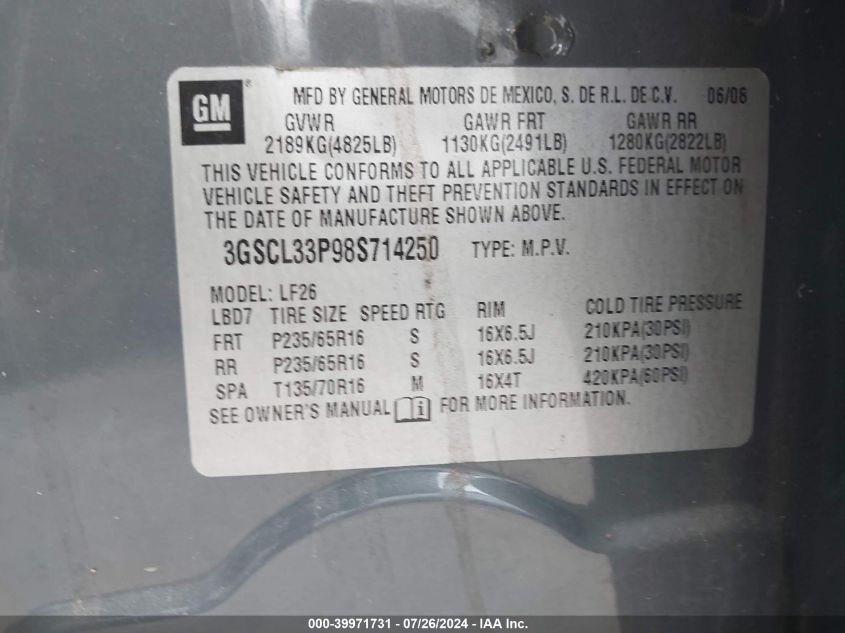 GM® MFD BY GENERAL MOTORS DE MEXICO, S. DE R.L. DE C.V. 06/08
GVWR GAWR FRT GAWR RR
2189KG(4825LB) 1130KG(2491LB) 1280KG(2822LB)
THIS VEHICLE CONFORMS TO ALL APPLICABLE U.S. FEDERAL MOTOR
VEHICLE SAFETY AND THEFT PREVENTION STANDARDS IN EFFECT ON
THE DATE OF MANUFACTURE SHOWN ABOVE.
3GSCL33P98S714250 TYPE: M.P.V.
MODEL: LF26
LBD7 TIRE SIZE SPEED RTG RIM COLD TIRE PRESSURE
FRT P235/65R16 S 16X6.5J 210KPA(30PSI)
RR P235/65R16 S 16X6.5J 210KPA(30PSI)
SPA T135/70R16 M 16X4T 420KPA(60PSI)
SEE OWNER'S MANUAL i FOR MORE INFORMATION.
000-39971731 - 07/26/2024 - IAA Inc.